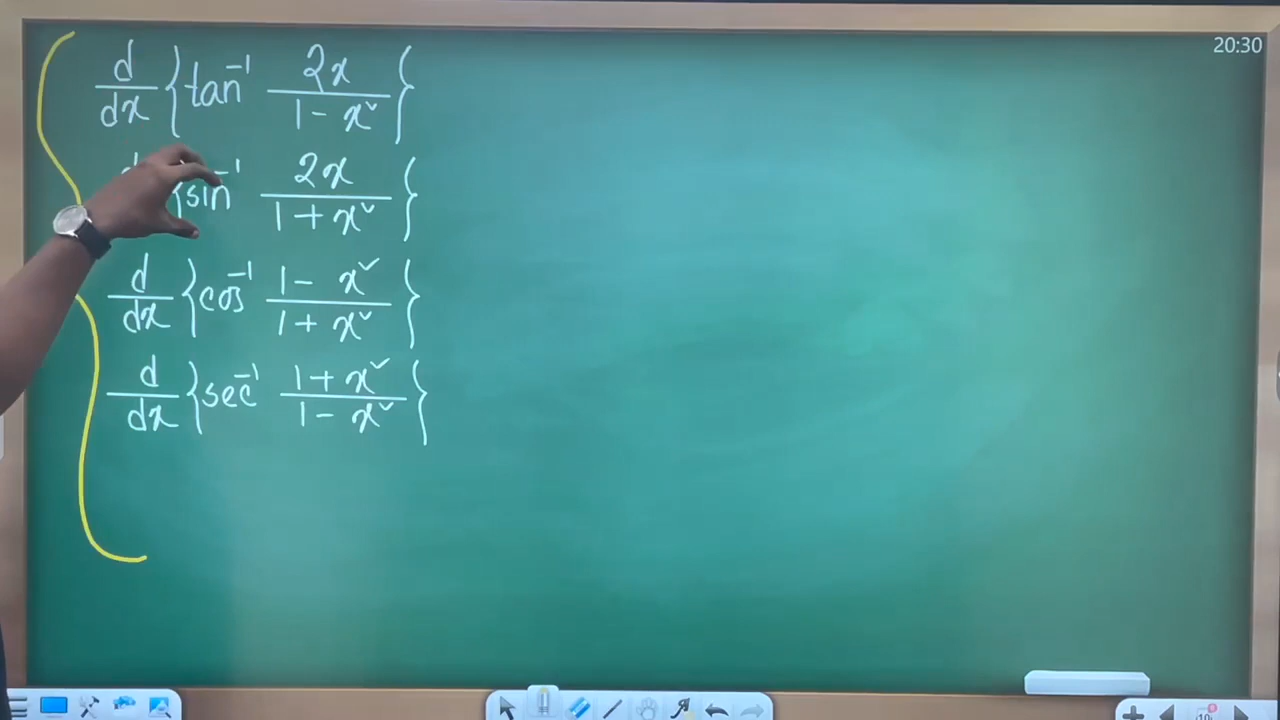 20:30
d/dx {tan⁻¹ 2x/(1 - x²)}
{sin⁻¹ 2x/(1 + x²)}
d/dx {cos⁻¹ (1 - x²)/(1 + x²)}
d/dx {sec⁻¹ (1 + x²)/(1 - x²)}